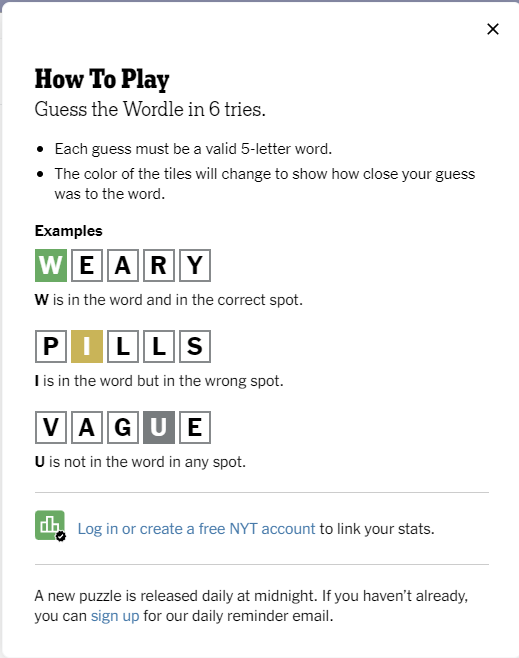 How To Play
Guess the Wordle in 6 tries.
Each guess must be a valid 5-letter word.
The color of the tiles will change to show how close your guess
was to the word.
Examples
W E A R Y
W is in the word and in the correct spot.
P I L L S
I is in the word but in the wrong spot.
V A G U E
U is not in the word in any spot.
Log in or create a free NYT account to link your stats.
A new puzzle is released daily at midnight. If you haven’t already,
you can sign up for our daily reminder email.